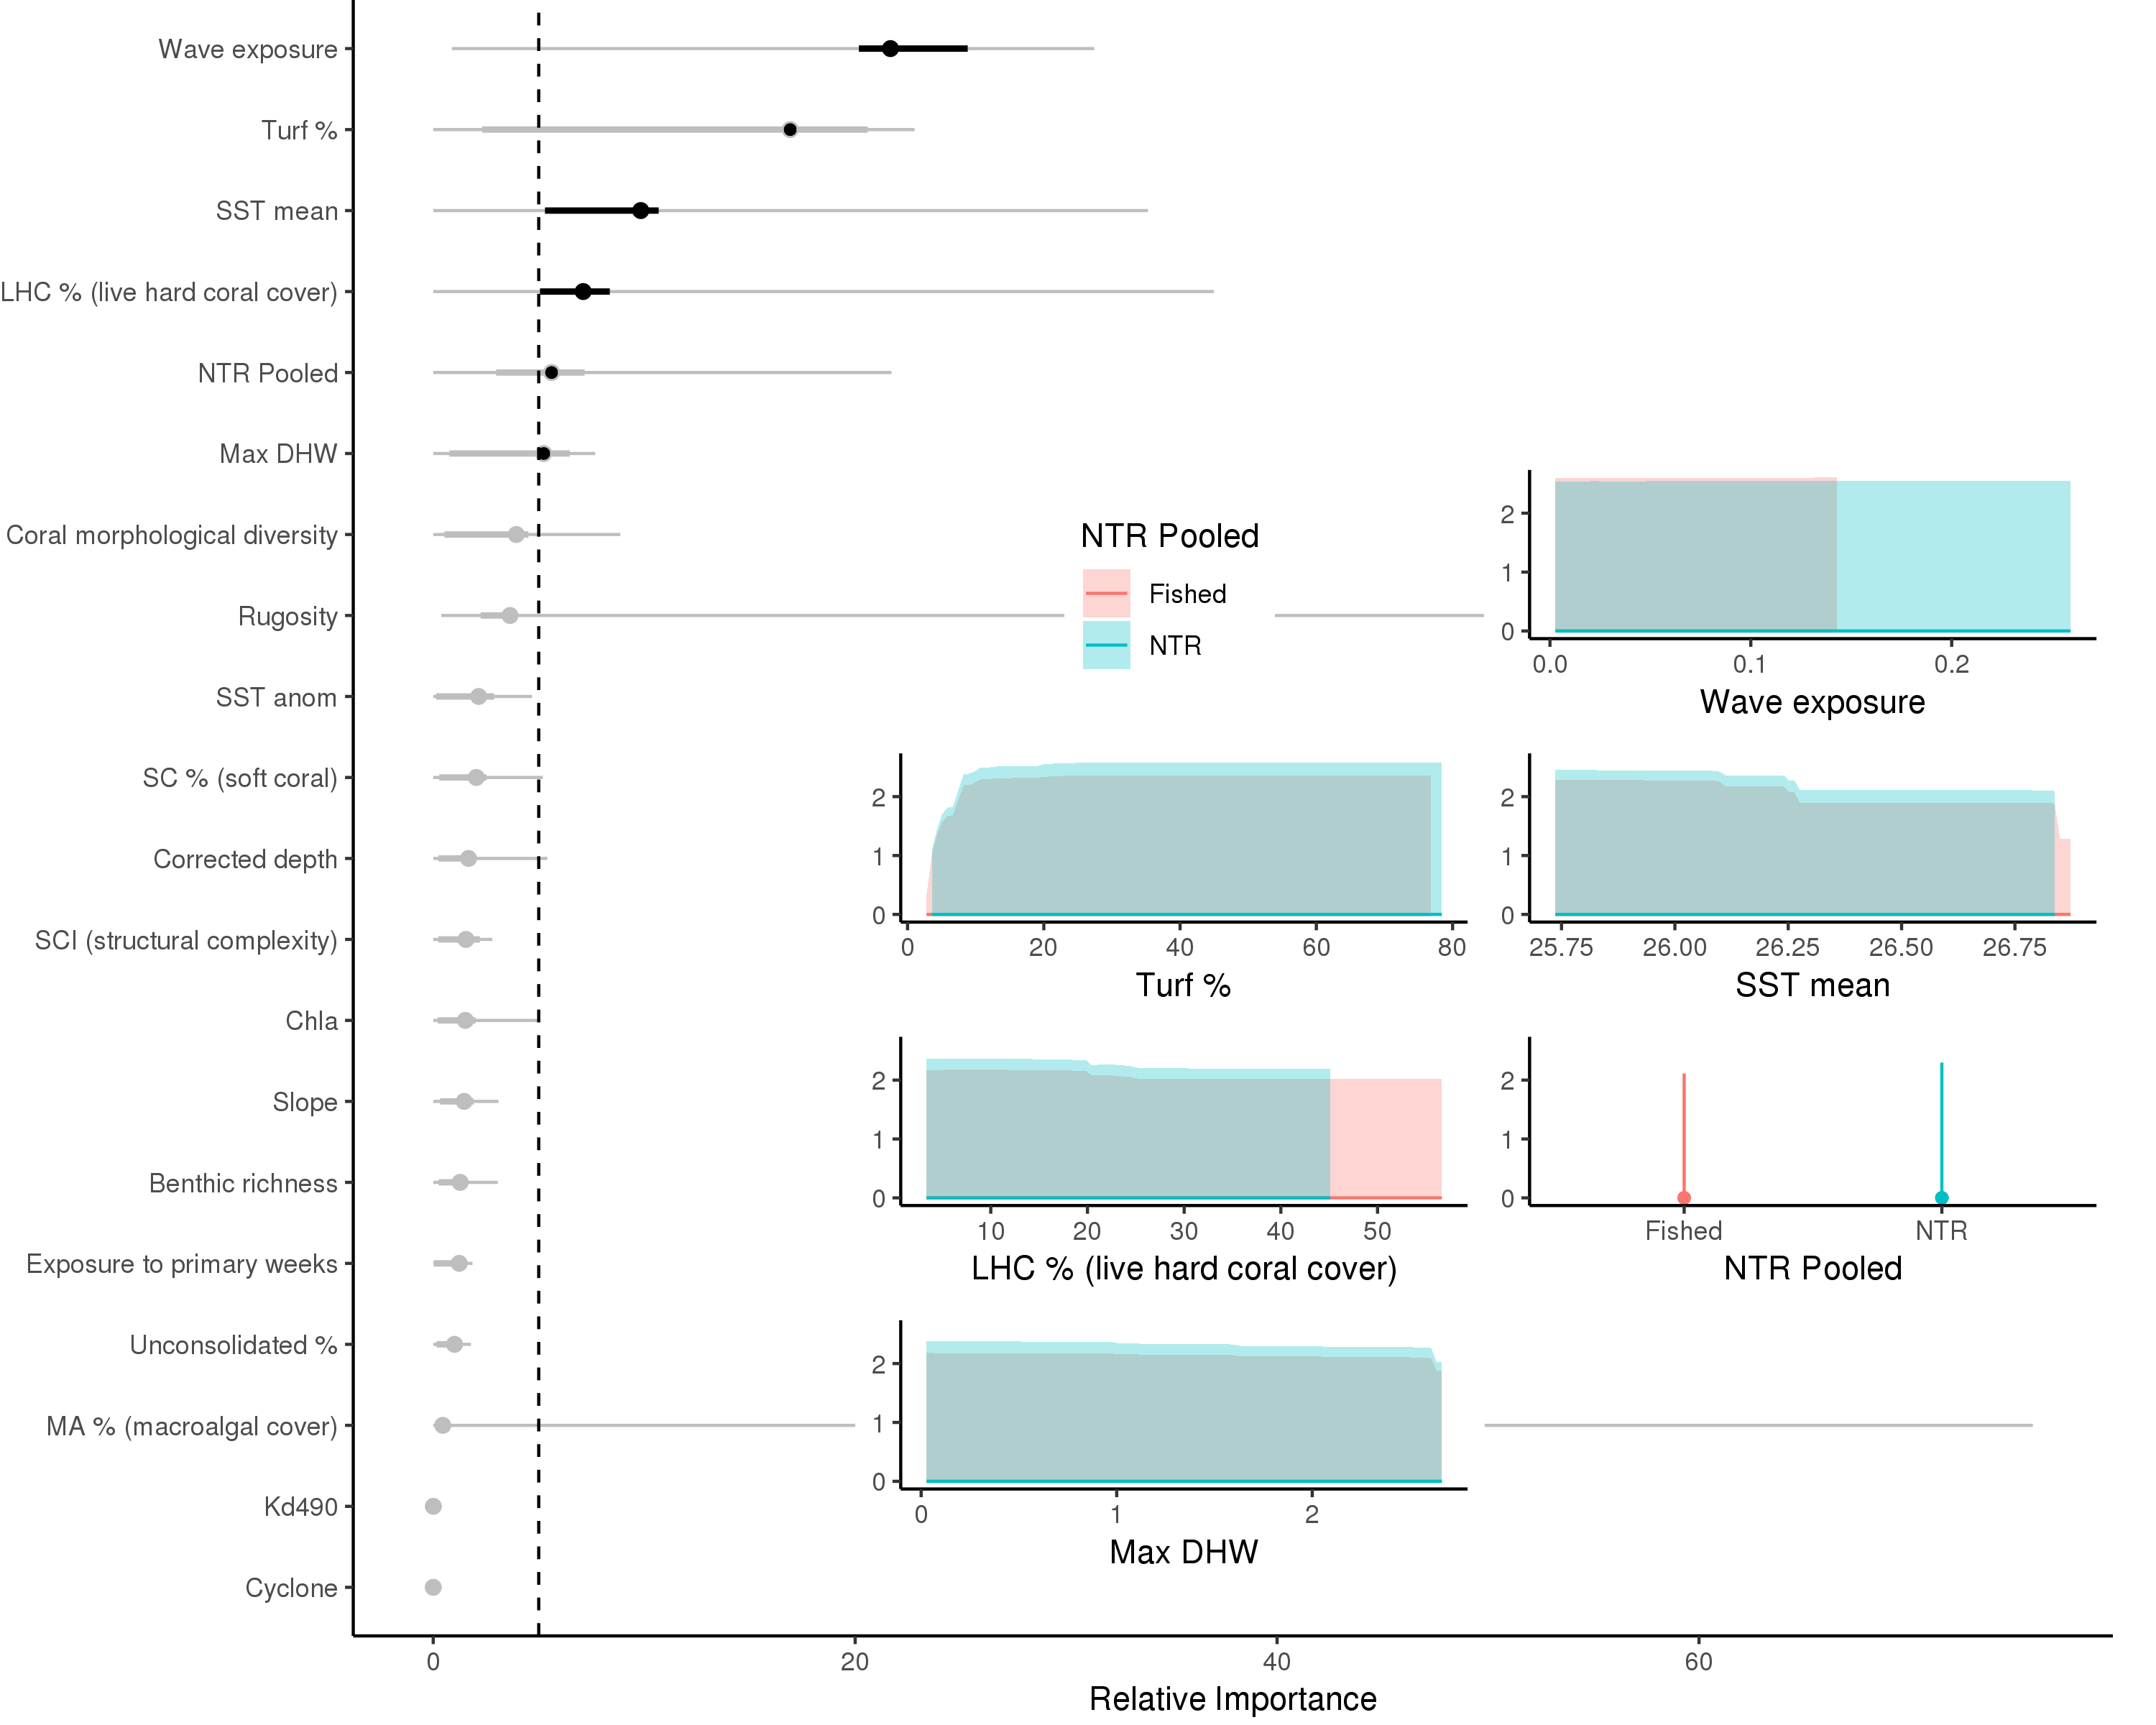 Wave exposure
Turf %
SST mean
LHC % (live hard coral cover)
NTR Pooled
Max DHW
Coral morphological diversity
Rugosity
SST anom
SC % (soft coral)
Corrected depth
SCI (structural complexity)
Chla
Slope
Benthic richness
Exposure to primary weeks
Unconsolidated %
MA % (macroalgal cover)
Kd490
Cyclone
0 20 40 60
Relative Importance
NTR Pooled
Fished
NTR
2
1
0
0.0 0.1 0.2
Wave exposure
2
1
0
0 20 40 60 80
Turf %
2
1
0
25.75 26.00 26.25 26.50 26.75
SST mean
2
1
0
10 20 30 40 50
LHC % (live hard coral cover)
2
1
0
Fished NTR
NTR Pooled
2
1
0
0 1 2
Max DHW